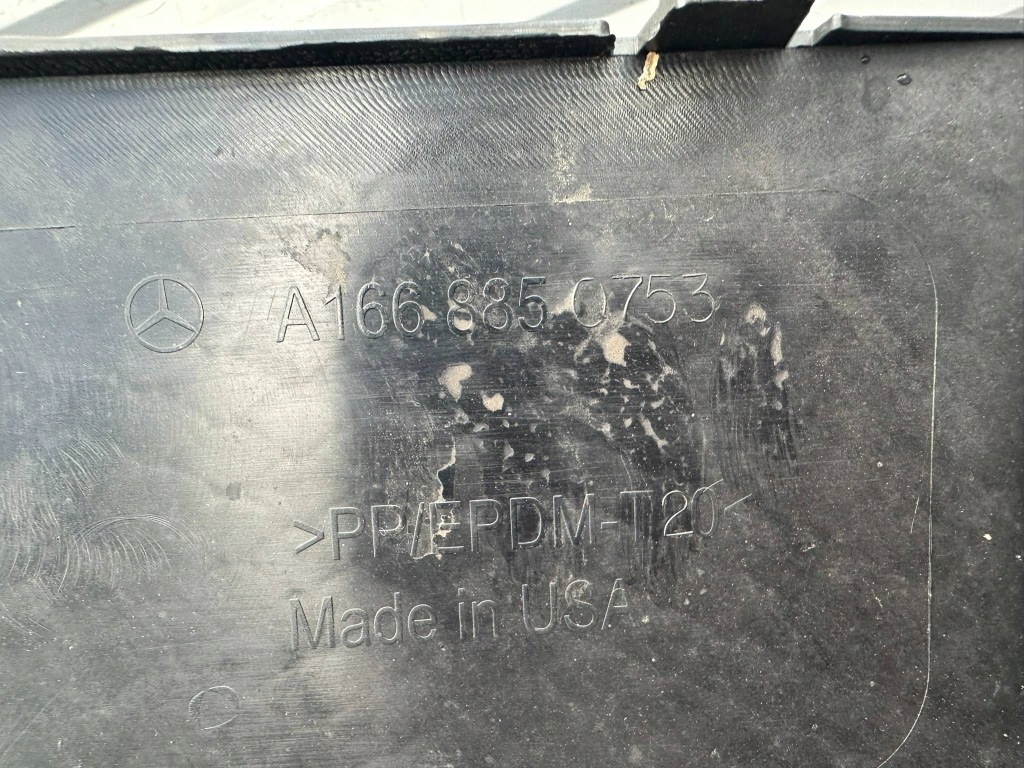 A166 885 0753
>PP/EPDM-T20<
Made in USA